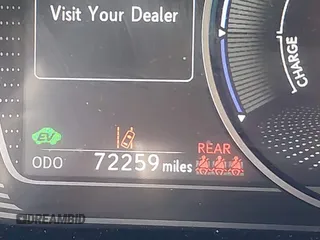 Visit Your Dealer
CHARGE
EV
REAR
ODO 72259 miles
DREAMBID